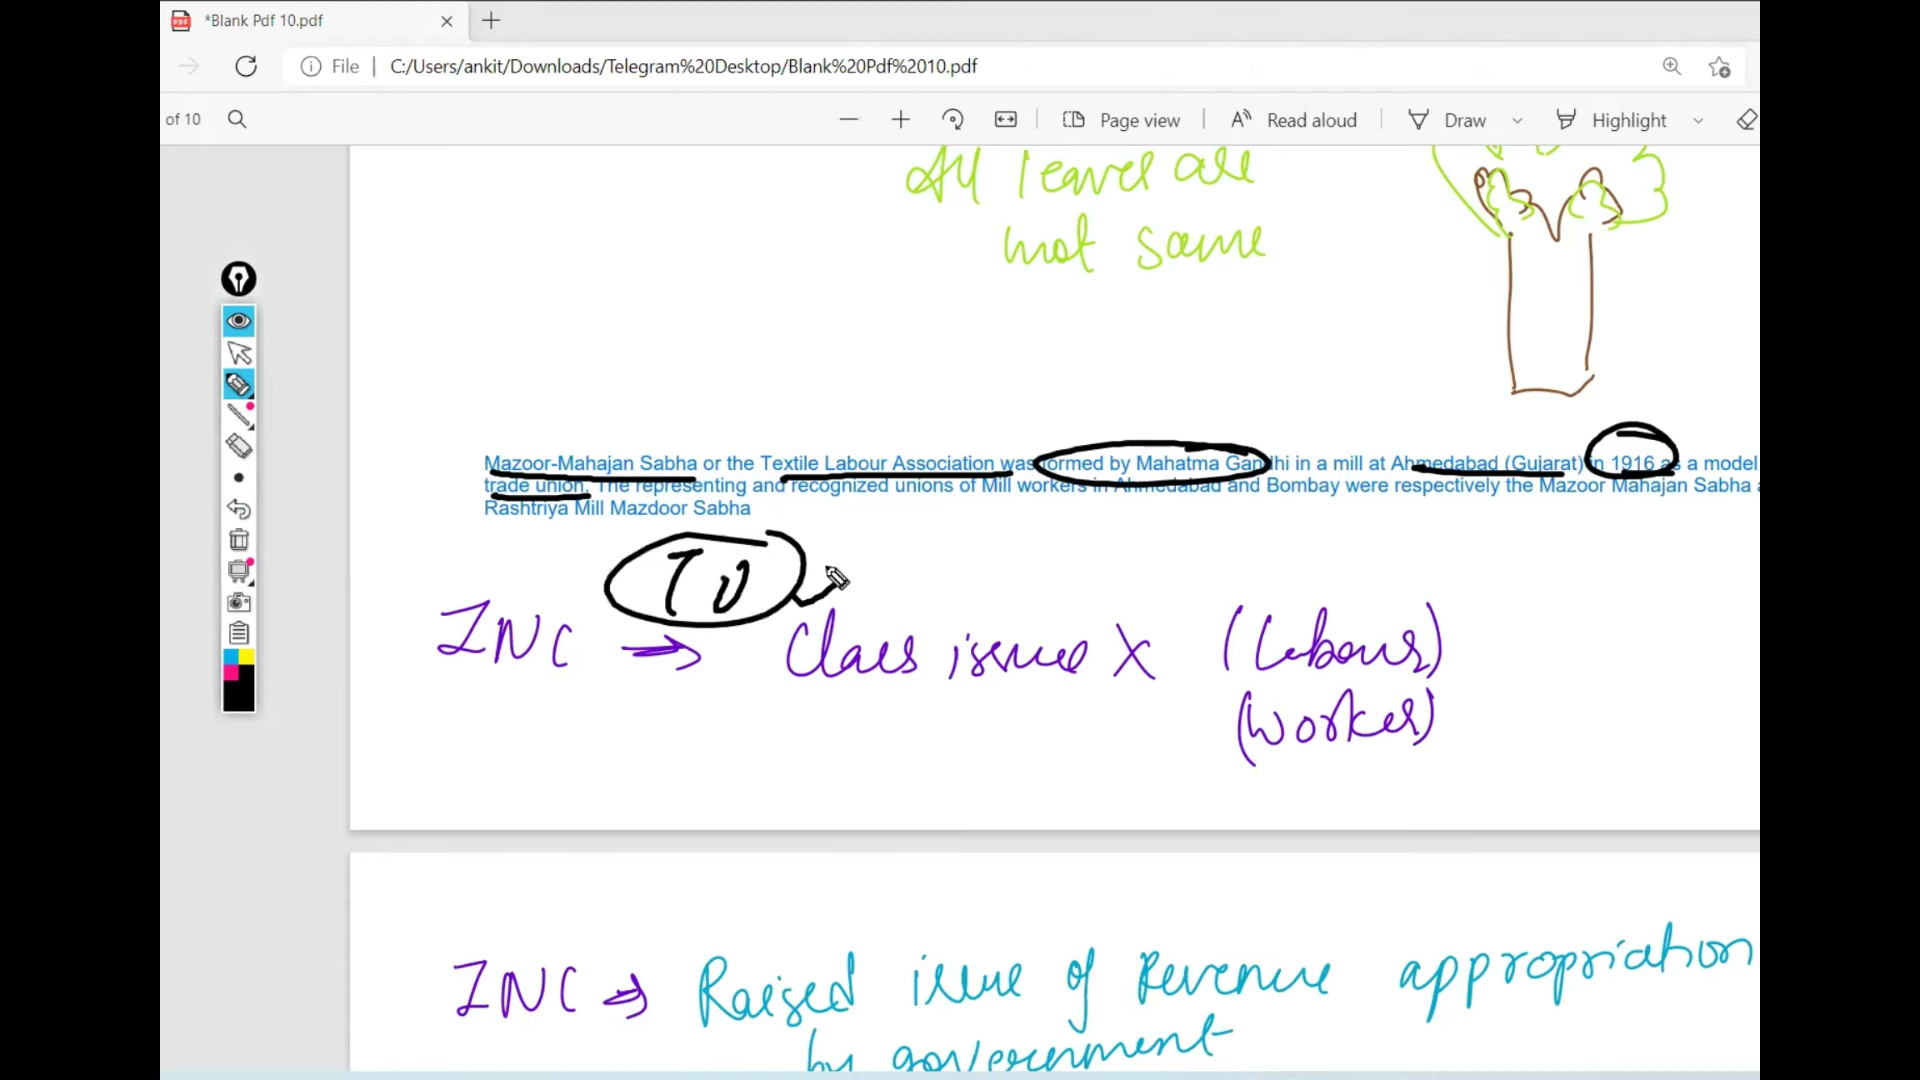 *Blank Pdf 10.pdf
File | C:/Users/ankit/Downloads/Telegram%20Desktop/Blank%20Pdf%2010.pdf
of 10
Page view
Read aloud
Draw
Highlight
All leaves are
not same
Mazoor-Mahajan Sabha or the Textile Labour Association was formed by Mahatma Gandhi in a mill at Ahmedabad (Gujarat) in 1916 as a model
trade union. The representing and recognized unions of Mill workers in Ahmedabad and Bombay were respectively the Mazoor Mahajan Sabha a
Rashtriya Mill Mazdoor Sabha
TU
INC → Class issue X (Labour)
(Worker)
INC → Raised issue of Revenue appropriation
by government